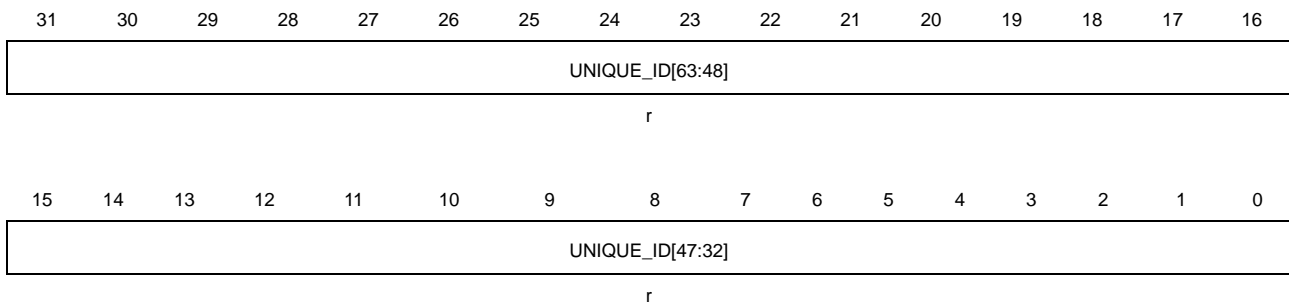 31 30 29 28 27 26 25 24 23 22 21 20 19 18 17 16
UNIQUE_ID[63:48]
r
15 14 13 12 11 10 9 8 7 6 5 4 3 2 1 0
UNIQUE_ID[47:32]
r